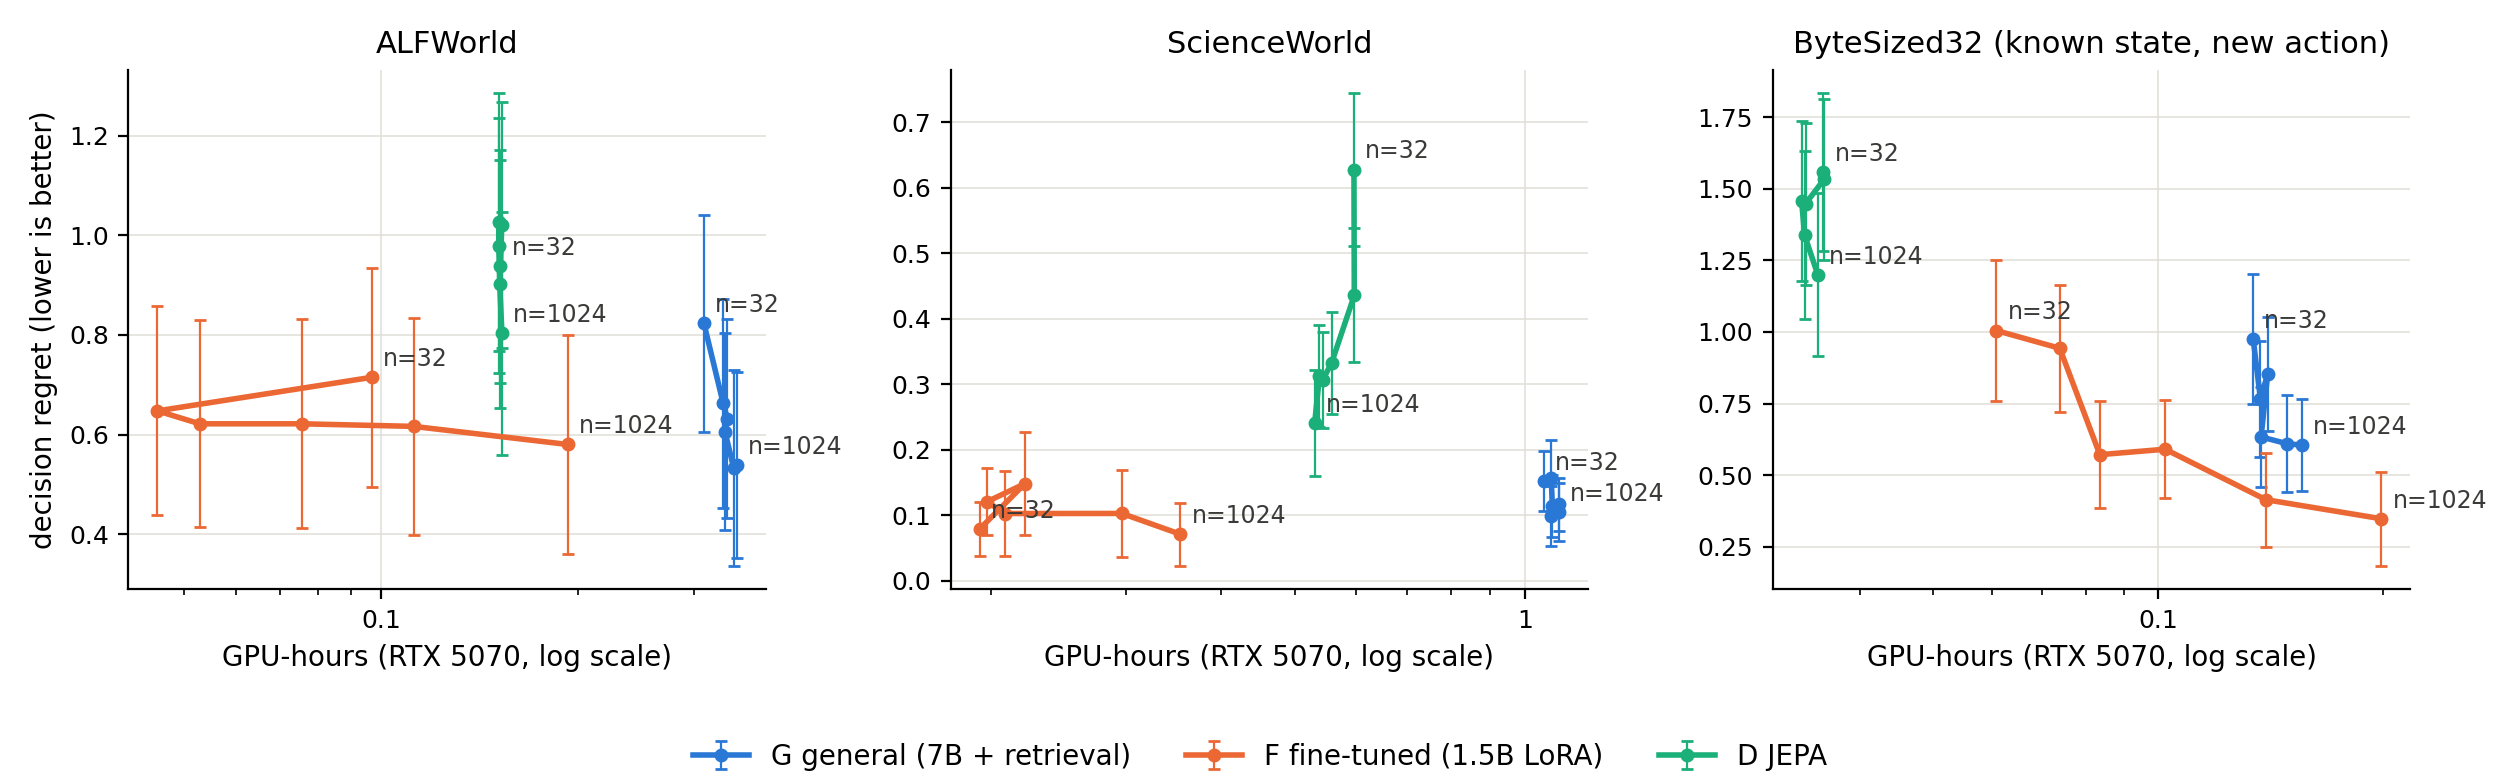 ALFWorld
decision regret (lower is better)
1.2
1.0
0.8
0.6
0.4
n=32
n=1024
n=32
n=32
n=1024
n=1024
0.1
GPU-hours (RTX 5070, log scale)
ScienceWorld
0.7
0.6
0.5
0.4
0.3
0.2
0.1
0.0
n=32
n=1024
n=32
n=1024
n=32
n=1024
1
GPU-hours (RTX 5070, log scale)
ByteSized32 (known state, new action)
1.75
1.50
1.25
1.00
0.75
0.50
0.25
n=32
n=1024
n=32
n=32
n=1024
n=1024
0.1
GPU-hours (RTX 5070, log scale)
G general (7B + retrieval)
F fine-tuned (1.5B LoRA)
D JEPA